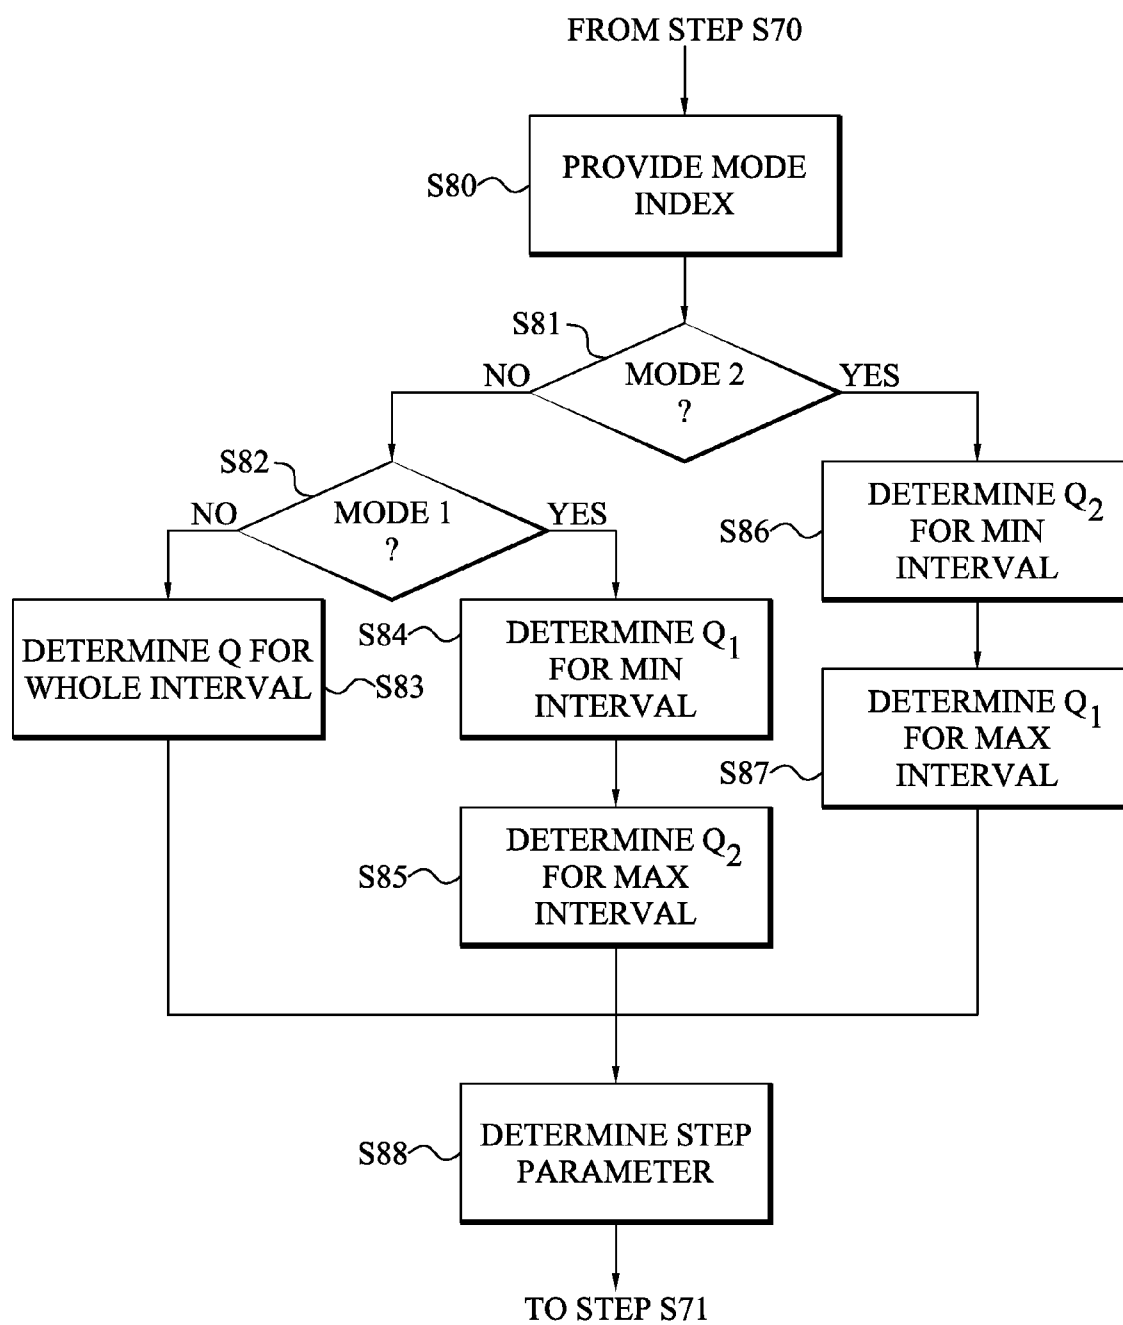 FROM STEP S70
PROVIDE MODE
INDEX
S80
S81
MODE 2
?
NO
YES
S82
MODE 1
?
NO
YES
DETERMINE Q2
FOR MIN
INTERVAL
S86
DETERMINE Q FOR
WHOLE INTERVAL
S83
S84
DETERMINE Q1
FOR MIN
INTERVAL
DETERMINE Q1
FOR MAX
INTERVAL
S87
DETERMINE Q2
FOR MAX
INTERVAL
S85
DETERMINE STEP
PARAMETER
S88
TO STEP S71